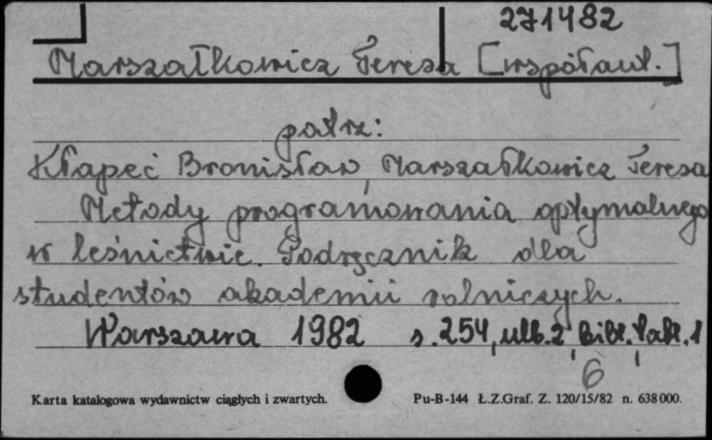 271482
Marszałkowicz Teresa [współaut.]
patrz:
Kłapeć Bronisław, Marszałkowicz Teresa
Metody programowania optymalnego
w leśnictwie. Podręcznik dla
studentów akademii rolniczych.
Warszawa 1982 s. 254, ulb. 2, Bibl., tab. 1
6
Karta katalogowa wydawnictw ciągłych i zwartych. Pu-B-144 Ł.Z.Graf. Z. 120/15/82 n. 638 000.